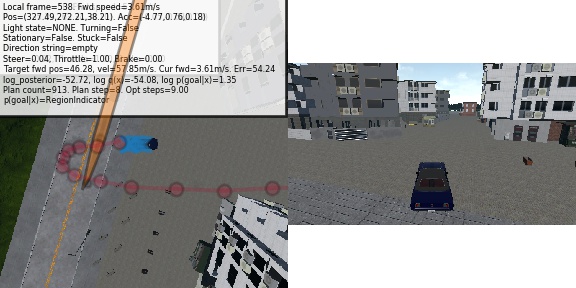 Local frame=538. Fwd speed=3.61m/s
Pos=(327.49,272.21,38.21). Acc=(-4.77,0.76,0.18)
Light state=NONE. Turning=False
Stationary=False. Stuck=False
Direction string=empty
Steer=0.04, Throttle=1.00, Brake=0.00
Target fwd pos=46.28, vel=57.85m/s. Cur fwd=3.61m/s. Err=54.24
log_posterior=-52.72, log q(x)=-54.08, log p(goal|x)=1.35
Plan count=913. Plan step=8. Opt steps=9.00
p(goal|x)=RegionIndicator